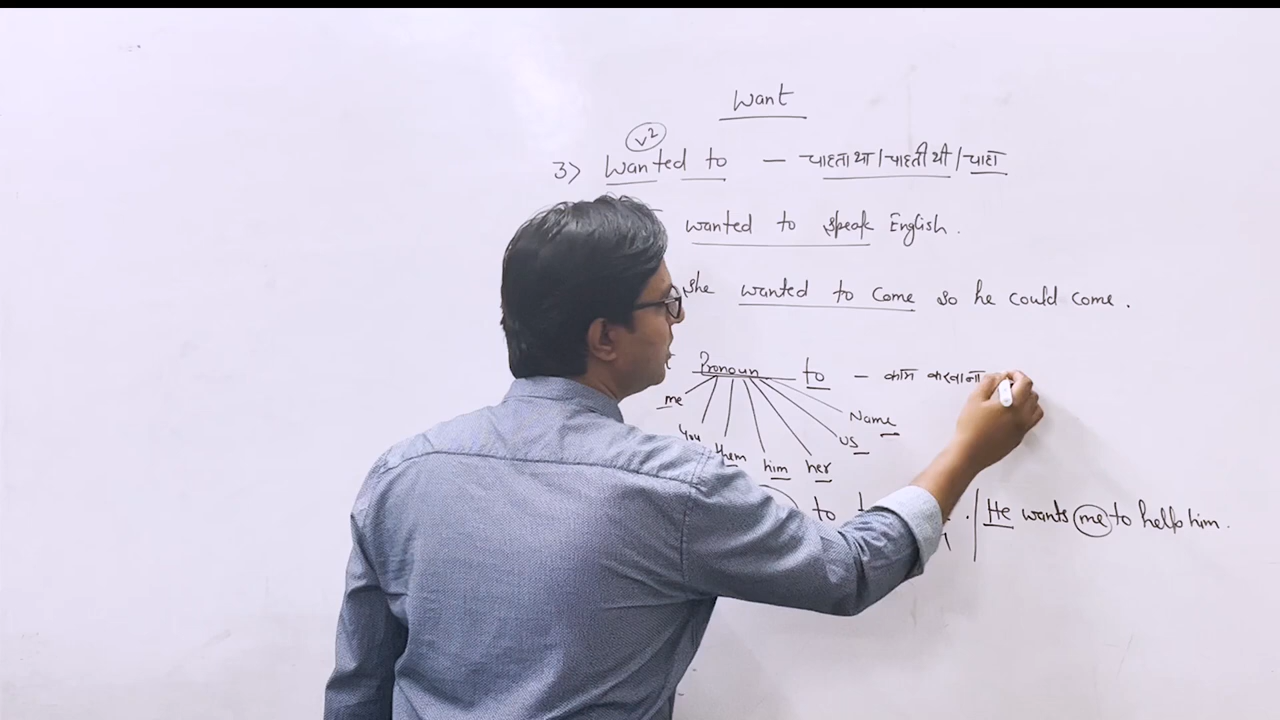 Want
V²
3) Wanted to — चाहता था/चाहती थी/चाहा
wanted to speak English.
she wanted to come so he could come.
Pronoun to — काम करवाना
me you them him her us Name
to
. / He wants me to help him.